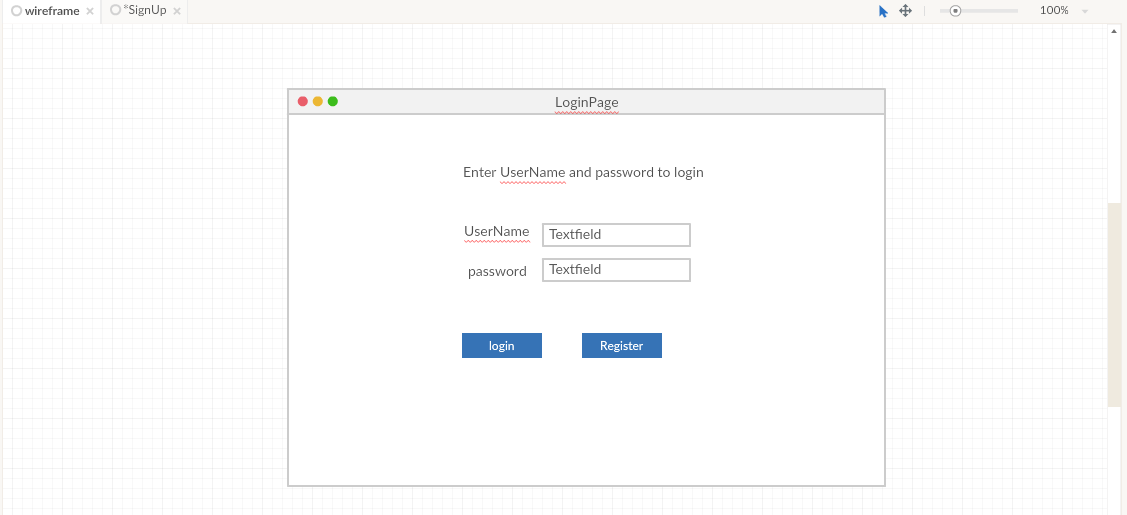 wireframe *SignUp 100%
LoginPage
Enter UserName and password to login
UserName Textfield
password Textfield
login Register